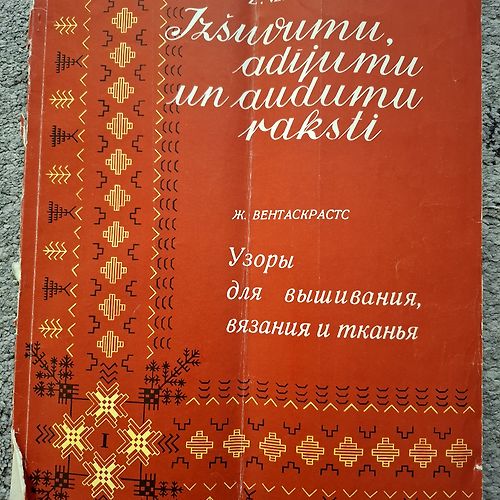 Izšuvumu,
adījumu
un audumu
raksti
Ж. ВЕНТАСКРАСТС
Узоры
для вышивания,
вязания и тканья
I